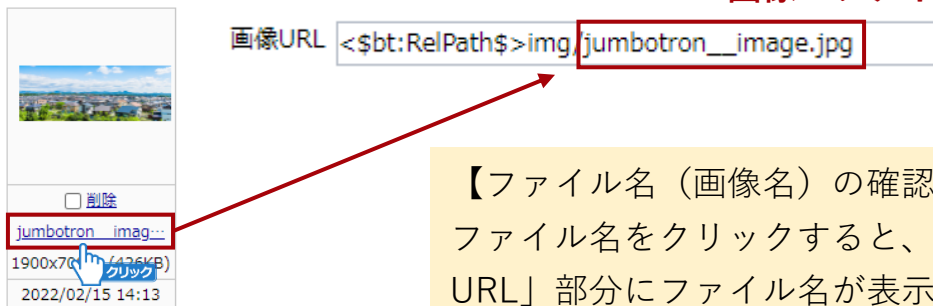 画像URL <$bt:RelPath$>img/jumbotron__image.jpg
削除
jumbotron__imag…
クリック
2022/02/15 14:13
【ファイル名（画像名）の確認
ファイル名をクリックすると、
URL」部分にファイル名が表示